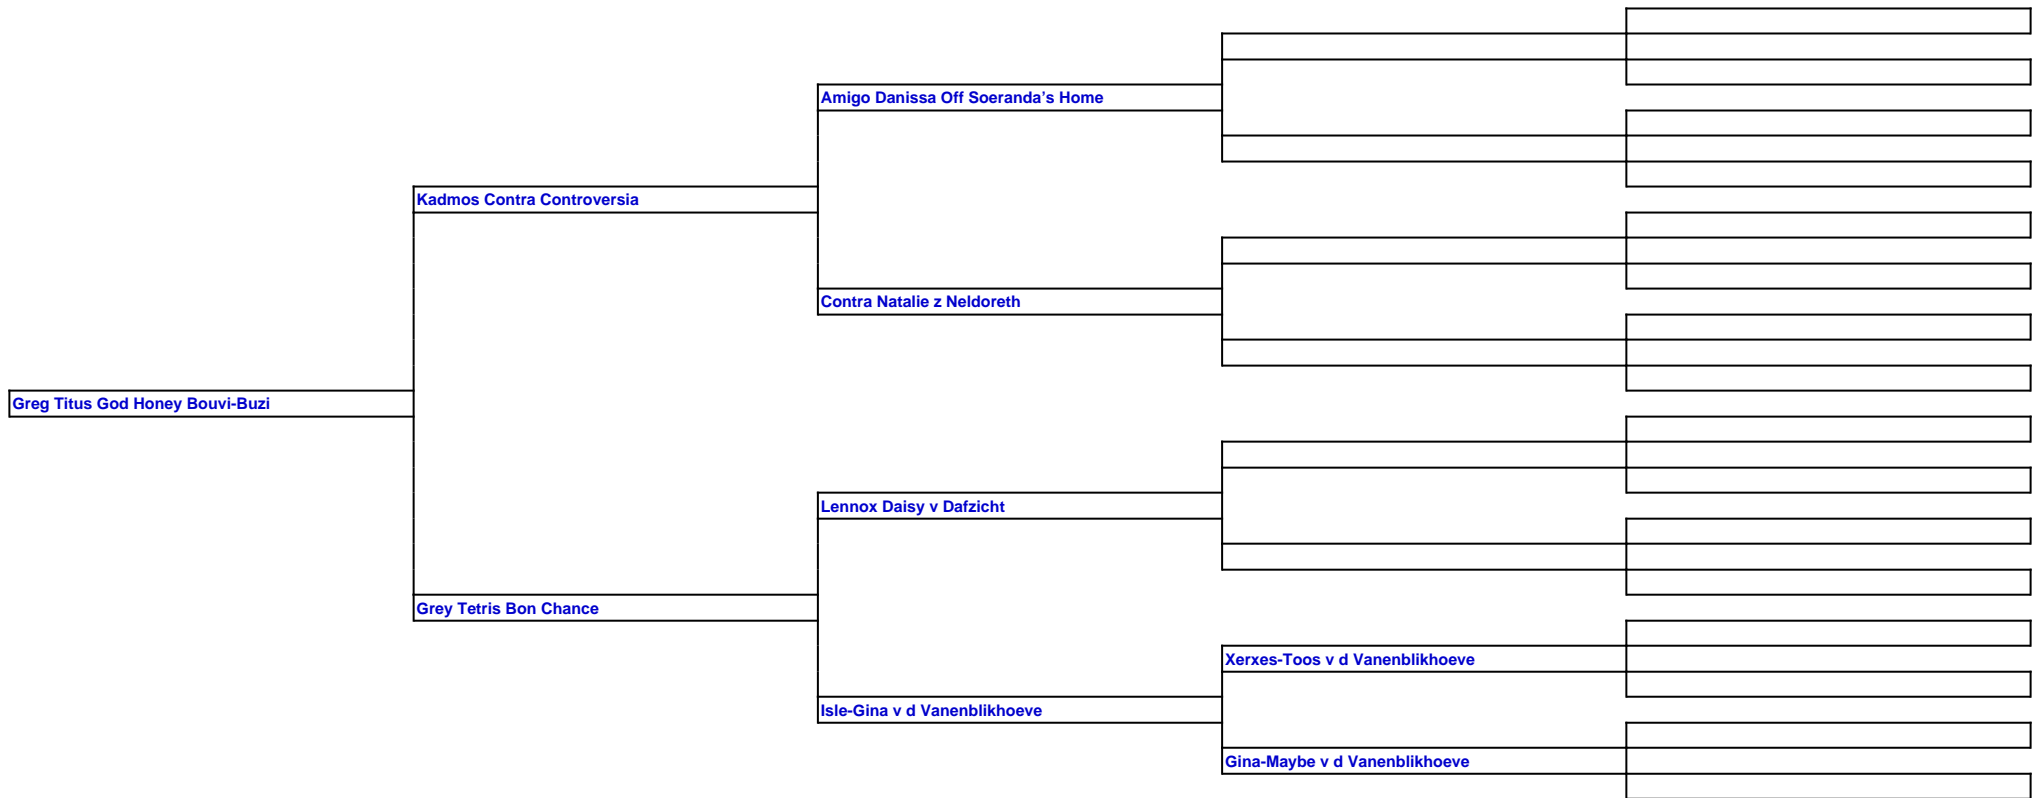 Amigo Danissa Off Soeranda’s Home
Kadmos Contra Controversia
Contra Natalie z Neldoreth
Greg Titus God Honey Bouvi-Buzi
Lennox Daisy v Dafzicht
Grey Tetris Bon Chance
Xerxes-Toos v d Vanenblikhoeve
Isle-Gina v d Vanenblikhoeve
Gina-Maybe v d Vanenblikhoeve